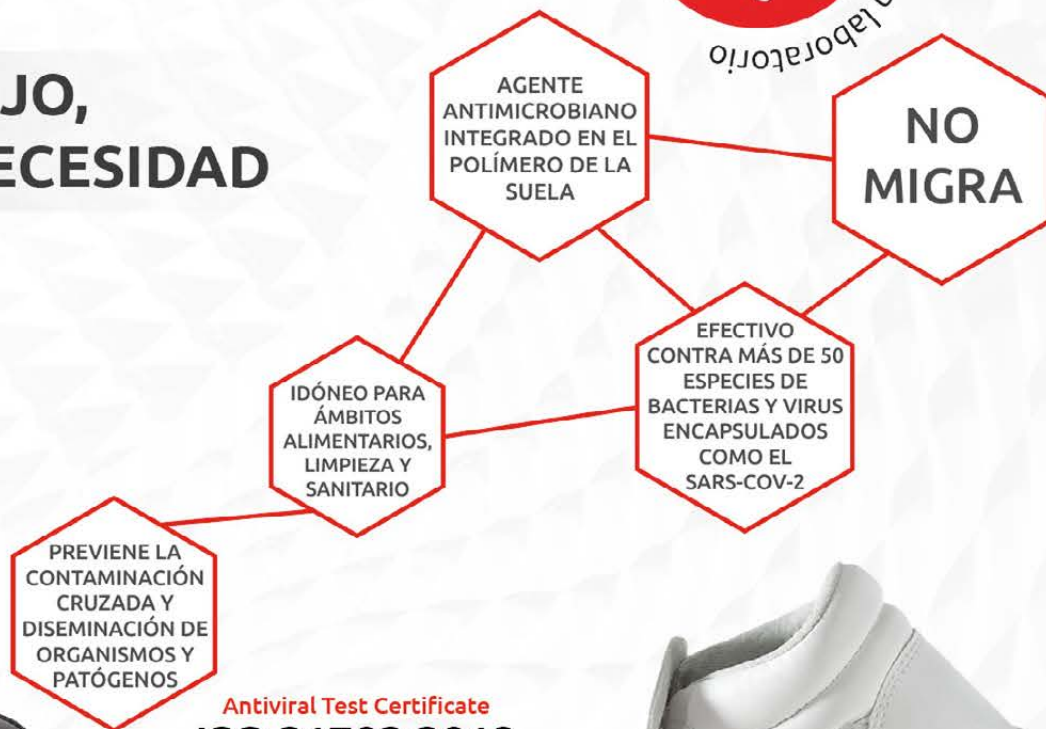 laboratorio
JO,
ECESIDAD
AGENTE
ANTIMICROBIANO
INTEGRADO EN EL
POLÍMERO DE LA
SUELA
NO
MIGRA
EFECTIVO
CONTRA MÁS DE 50
ESPECIES DE
BACTERIAS Y VIRUS
ENCAPSULADOS
COMO EL
SARS-COV-2
IDÓNEO PARA
ÁMBITOS
ALIMENTARIOS,
LIMPIEZA Y
SANITARIO
PREVIENE LA
CONTAMINACIÓN
CRUZADA Y
DISEMINACIÓN DE
ORGANISMOS Y
PATÓGENOS
Antiviral Test Certificate